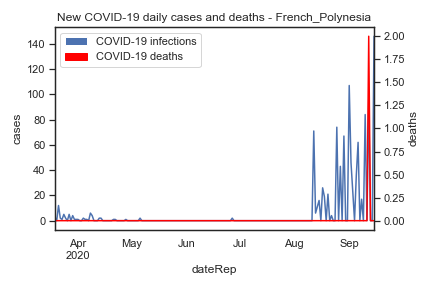 New COVID-19 daily cases and deaths - French_Polynesia
COVID-19 infections
COVID-19 deaths
140
120
100
80
60
40
20
0
cases
2.00
1.75
1.50
1.25
1.00
0.75
0.50
0.25
0.00
deaths
Apr May Jun Jul Aug Sep
2020
dateRep